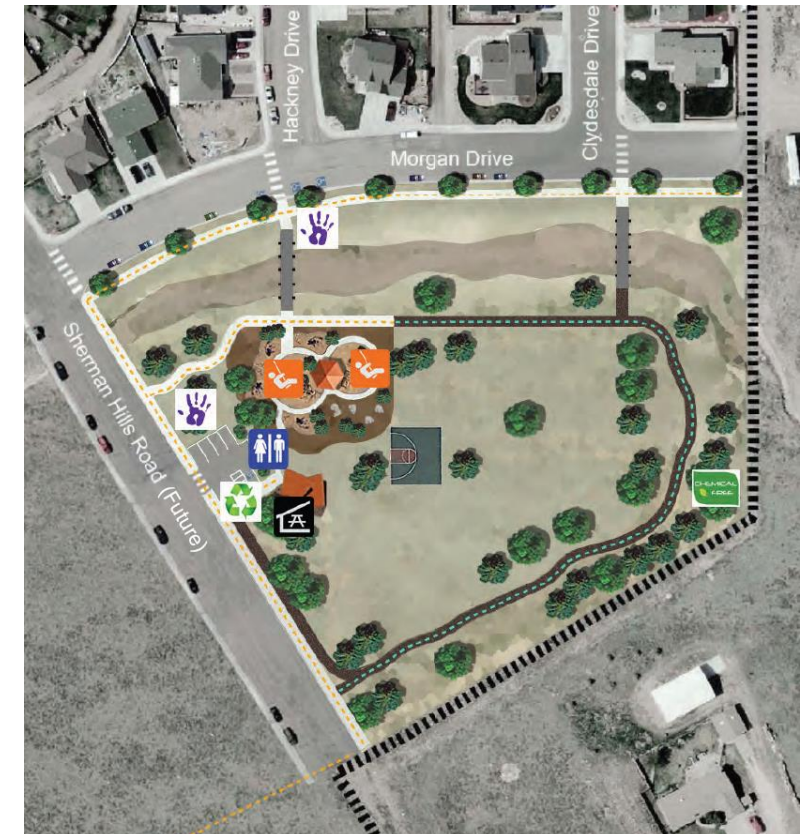 Hackney Drive
Clydesdale Drive
Morgan Drive
Sherman Hills Road (Future)
CHEMICAL
FREE